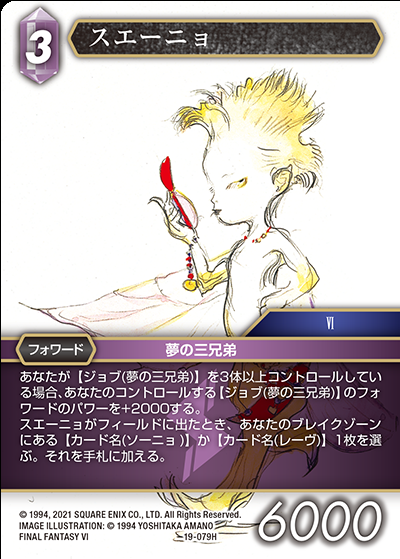 3
スエーニョ
VI
フォワード
夢の三兄弟
あなたが【ジョブ(夢の三兄弟)】を3体以上コントロールしてい
る場合、あなたのコントロールする【ジョブ(夢の三兄弟)】のフォ
ワードのパワーを+2000する。
スエーニョがフィールドに出たとき、あなたのブレイクゾーン
にある【カード名(ソーニョ)】か【カード名(レーヴ)】1枚を選
ぶ。それを手札に加える。
© 1994, 2021 SQUARE ENIX CO., LTD. All Rights Reserved.
IMAGE ILLUSTRATION: © 1994 YOSHITAKA AMANO
FINAL FANTASY VI
19-079H
6000